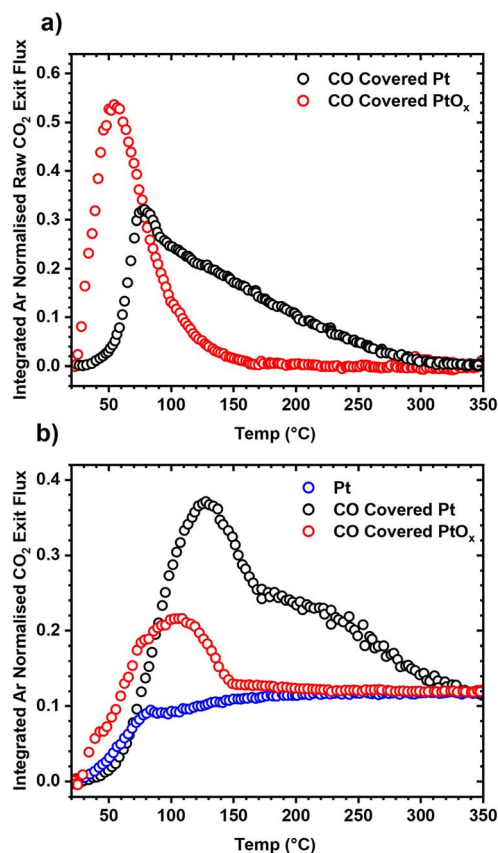 a)
Integrated Ar Normalised Raw CO₂ Exit Flux
0.6
0.5
0.4
0.3
0.2
0.1
0.0
CO Covered Pt
CO Covered PtOₓ
50 100 150 200 250 300 350
Temp (°C)
b)
Integrated Ar Normalised CO₂ Exit Flux
0.4
0.3
0.2
0.1
0.0
Pt
CO Covered Pt
CO Covered PtOₓ
50 100 150 200 250 300 350
Temp (°C)